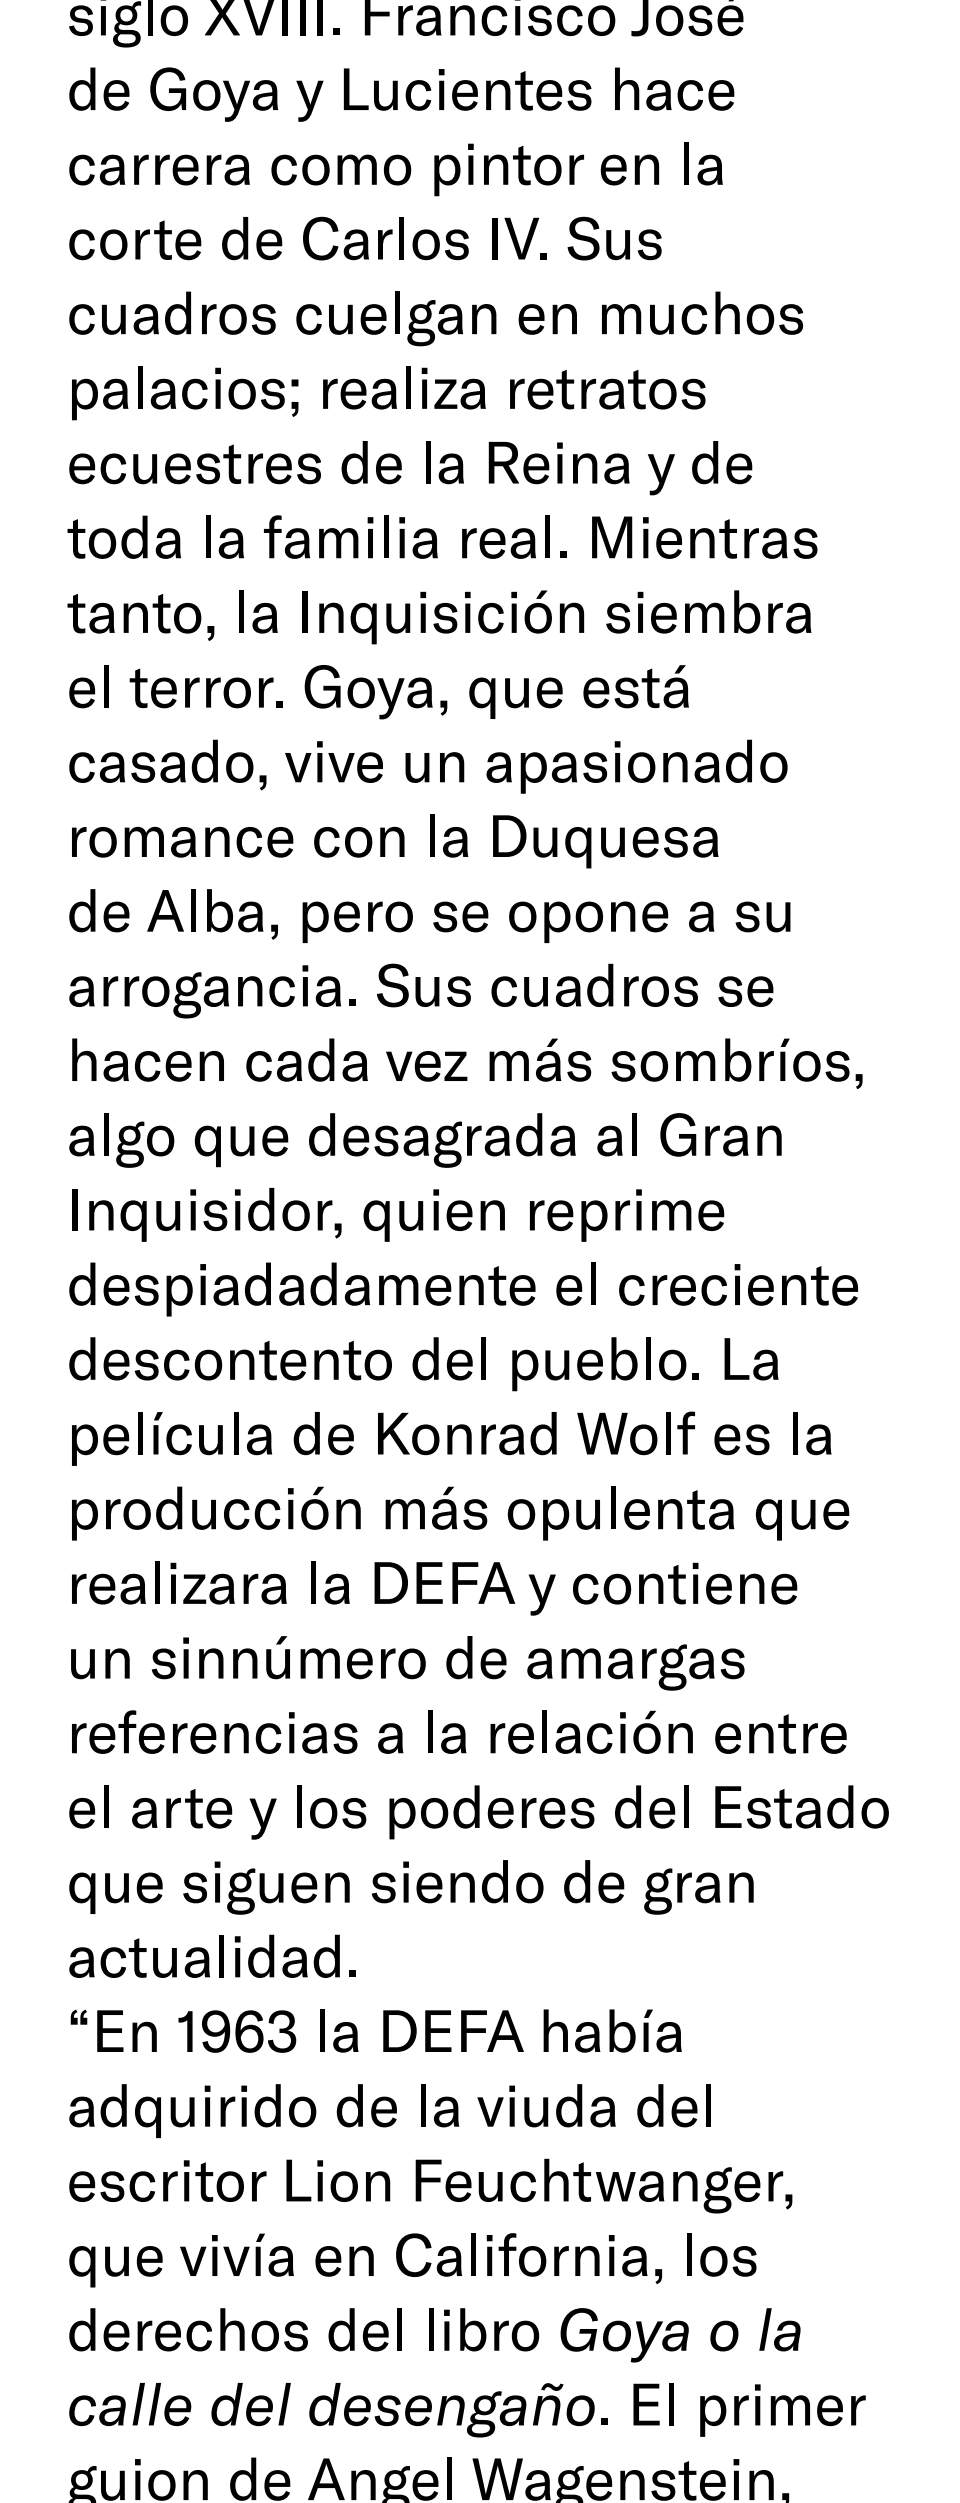 siglo XVIII. Francisco José
de Goya y Lucientes hace
carrera como pintor en la
corte de Carlos IV. Sus
cuadros cuelgan en muchos
palacios; realiza retratos
ecuestres de la Reina y de
toda la familia real. Mientras
tanto, la Inquisición siembra
el terror. Goya, que está
casado, vive un apasionado
romance con la Duquesa
de Alba, pero se opone a su
arrogancia. Sus cuadros se
hacen cada vez más sombríos,
algo que desagrada al Gran
Inquisidor, quien reprime
despiadadamente el creciente
descontento del pueblo. La
película de Konrad Wolf es la
producción más opulenta que
realizara la DEFA y contiene
un sinnúmero de amargas
referencias a la relación entre
el arte y los poderes del Estado
que siguen siendo de gran
actualidad.
“En 1963 la DEFA había
adquirido de la viuda del
escritor Lion Feuchtwanger,
que vivía en California, los
derechos del libro Goya o la
calle del desengaño. El primer
guion de Angel Wagenstein,